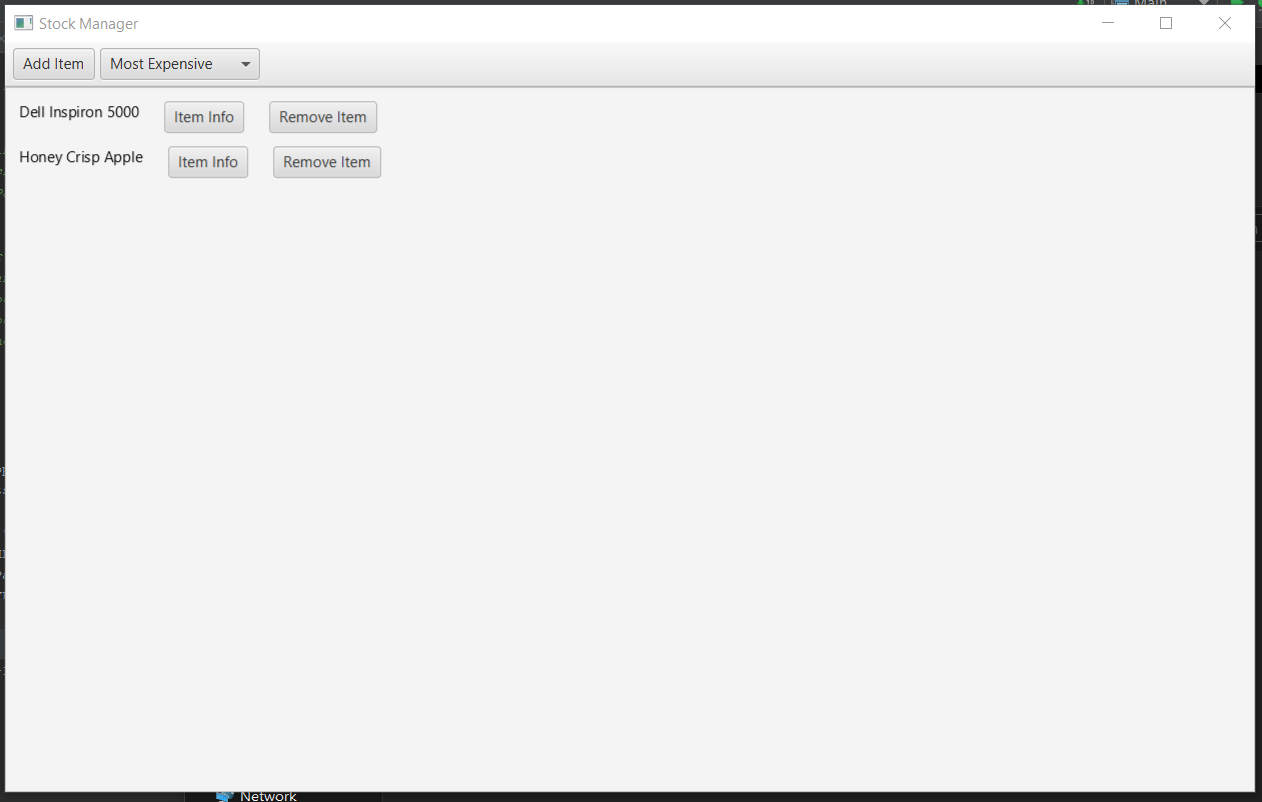 Main
Stock Manager
Add Item Most Expensive
Dell Inspiron 5000 Item Info Remove Item
Honey Crisp Apple Item Info Remove Item
Network